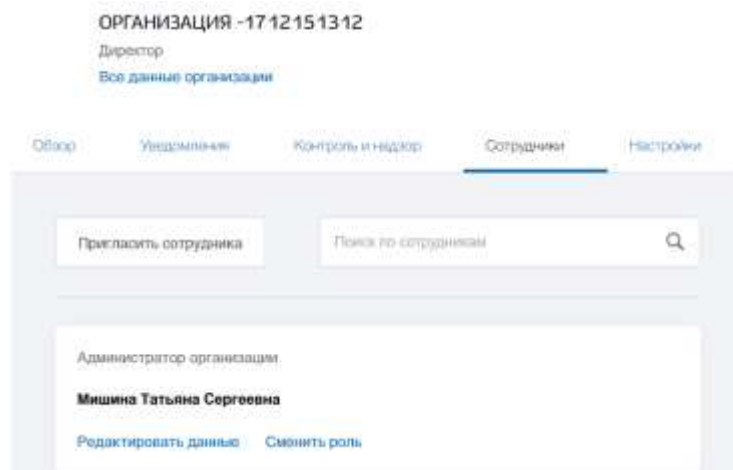 ОРГАНИЗАЦИЯ -1712151312
Директор
Все данные организации
Обзор Уведомления Контроль и надзор Сотрудники Настройки
Пригласить сотрудника Поиск по сотрудникам
Администратор организации
Мишина Татьяна Сергеевна
Редактировать данные Сменить роль